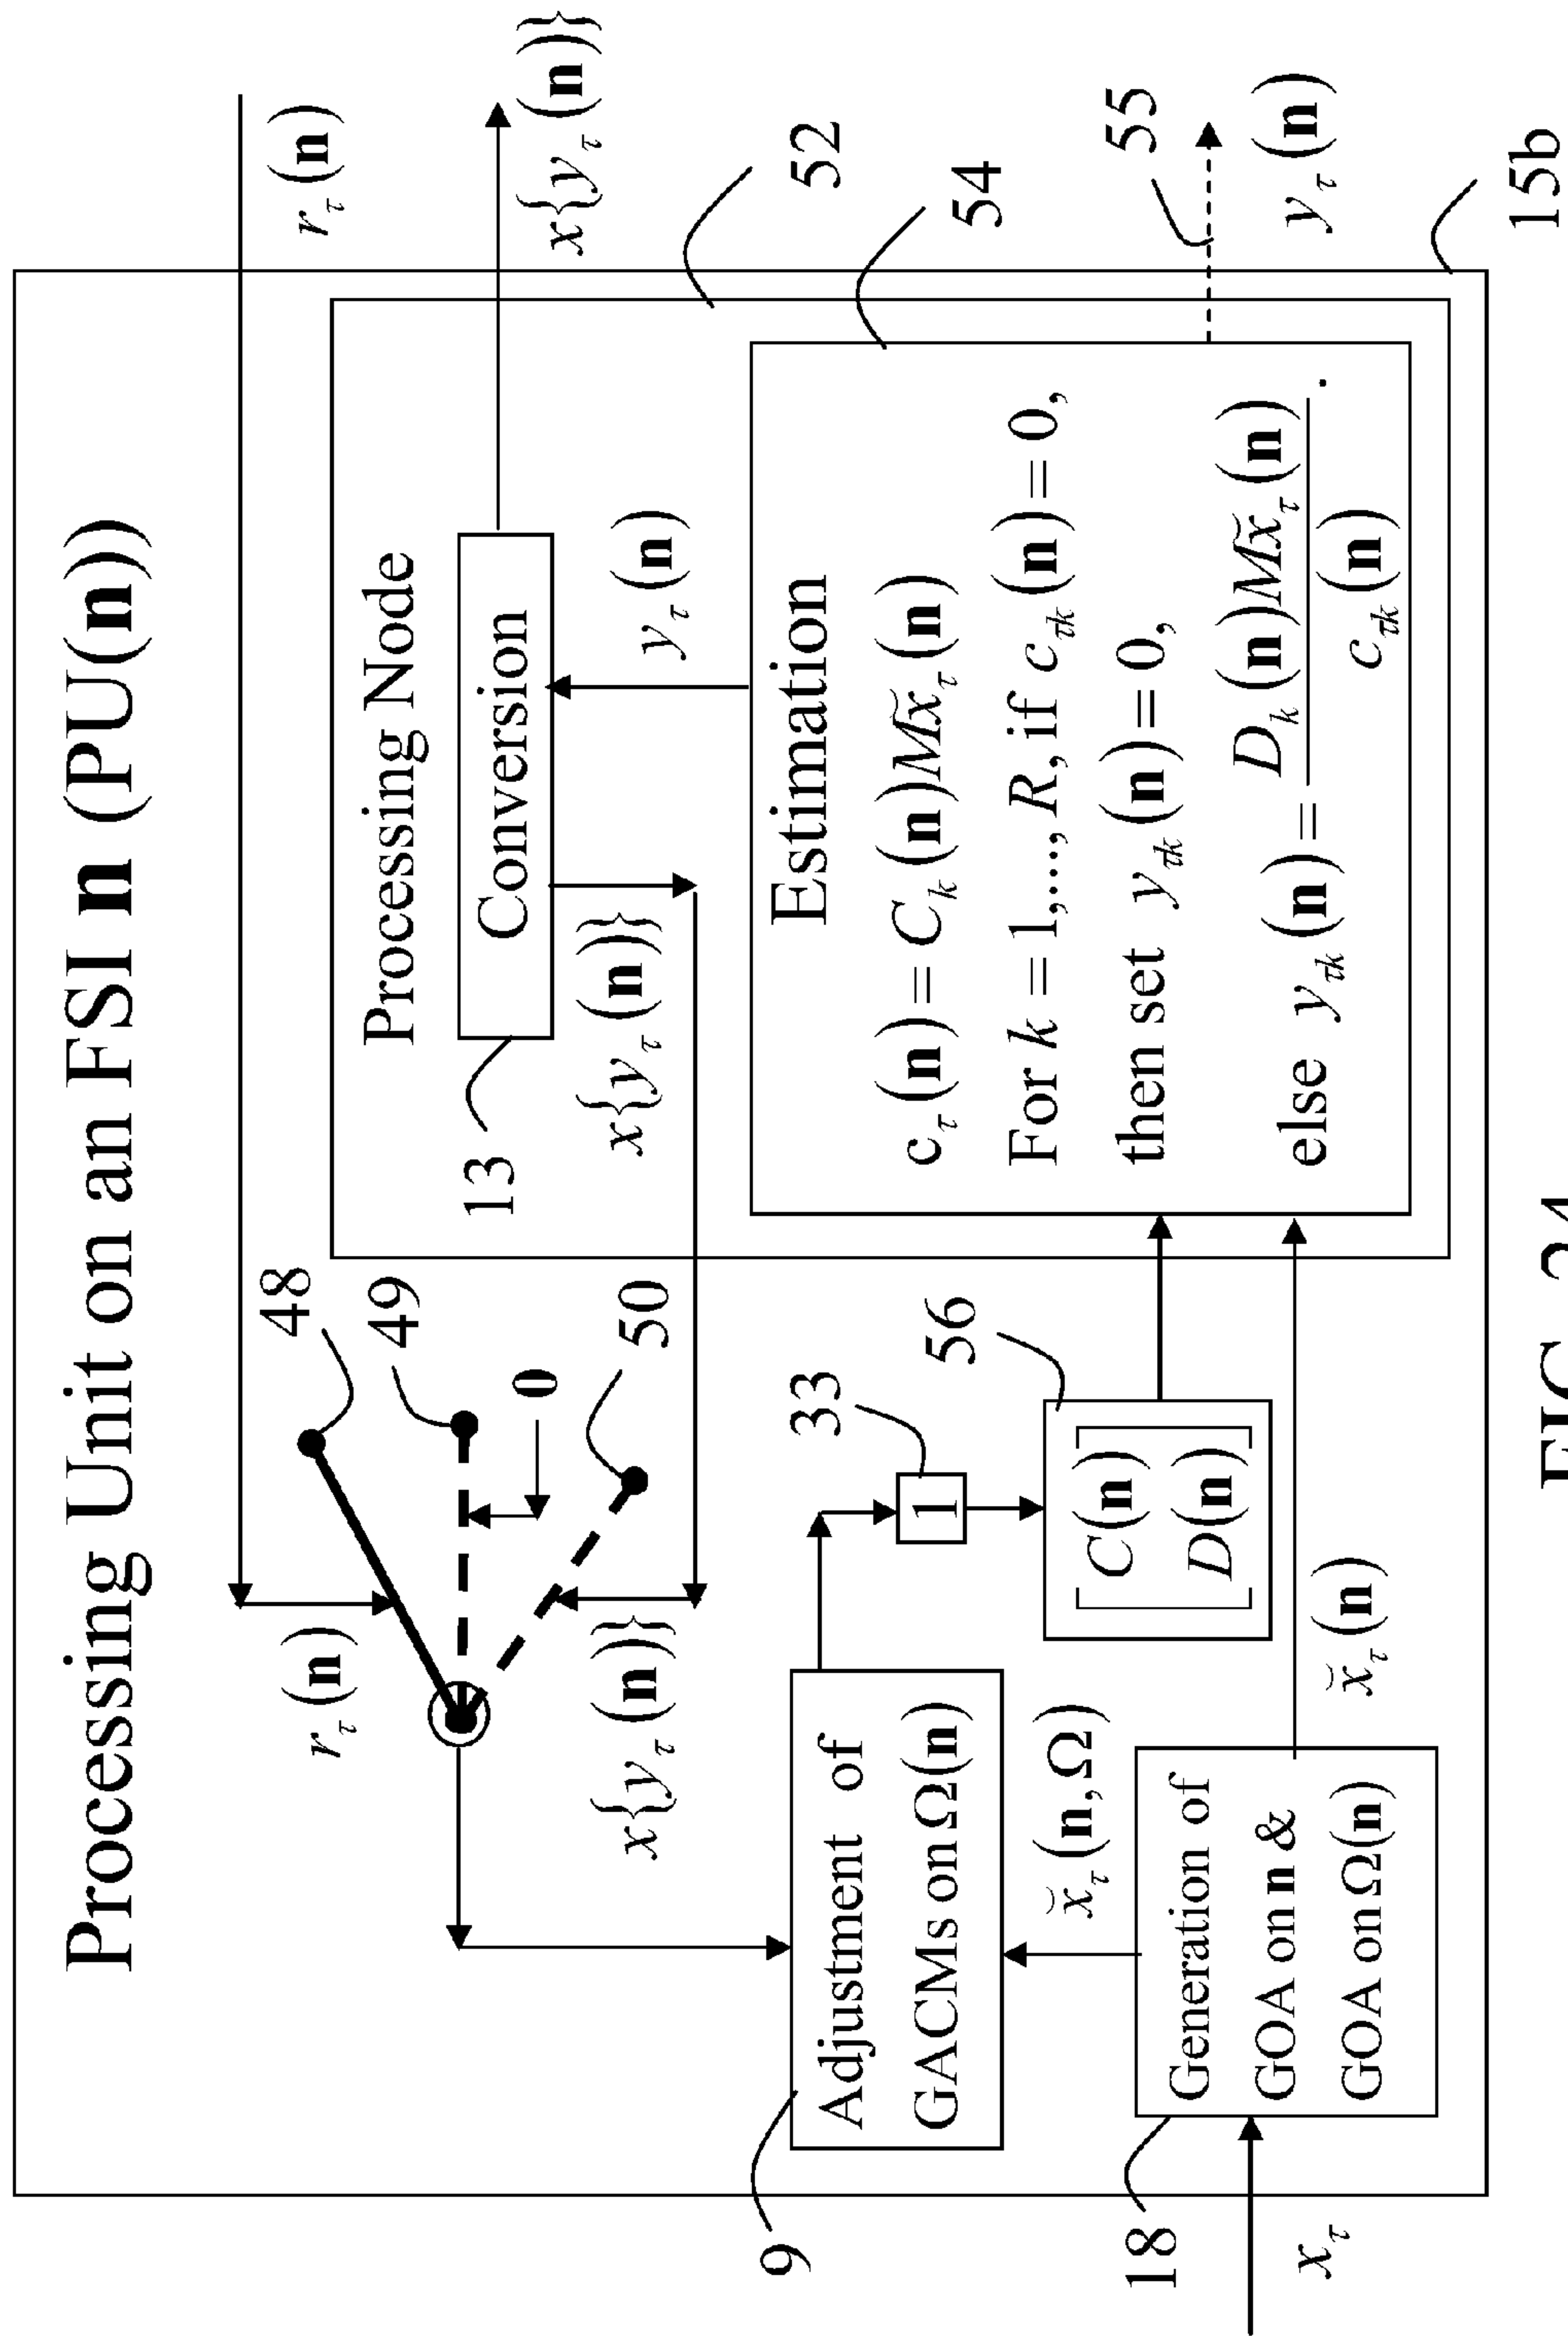 Processing Unit on an FSI n (PU(n))
r_τ(n)
r_τ(n)
48
49
0
50
x{y_τ(n)}
Processing Node
13
Conversion
x{y_τ(n)}
x{y_τ(n)}
y_τ(n)
52
54
Estimation
c_τ(n) = C_k(n)Mx̆_τ(n)
For k = 1,..., R, if c_τk(n) = 0,
then set y_τk(n) = 0,
else y_τk(n) = D_k(n)Mx̆_τ(n) / c_τk(n) .
55
y_τ(n)
9
Adjustment of
GACMs on Ω(n)
33
1
56
C(n)
D(n)
x̆_τ(n,Ω)
18
Generation of
GOA on n &
GOA on Ω(n)
x̆_τ(n)
x_τ
15b